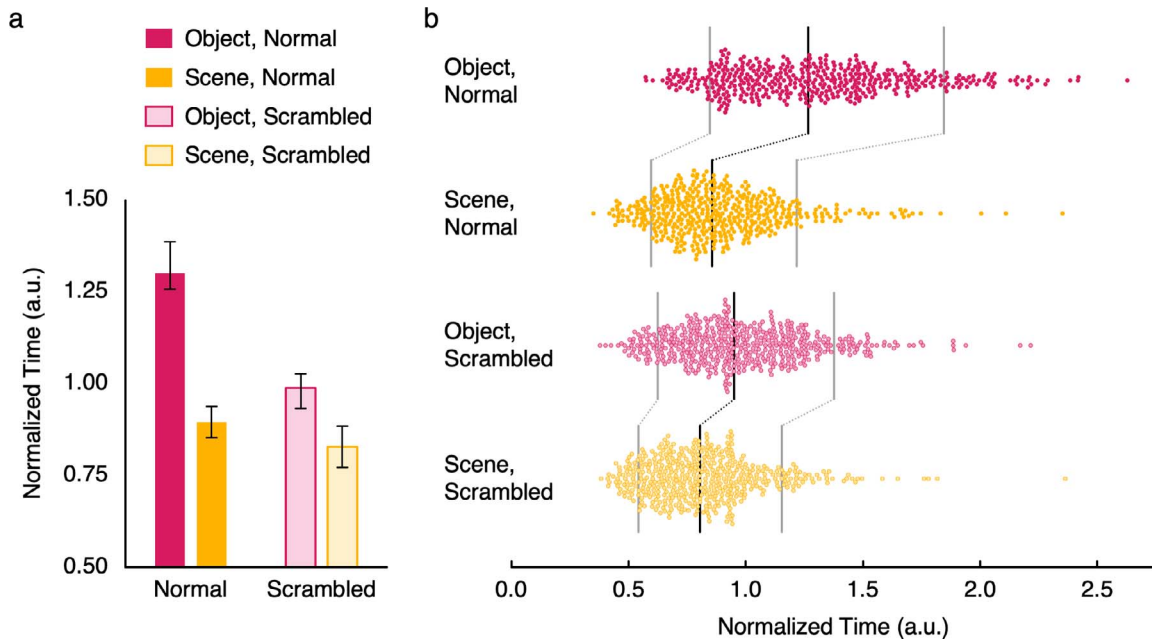 a
Object, Normal
Scene, Normal
Object, Scrambled
Scene, Scrambled
Normalized Time (a.u.)
1.50
1.25
1.00
0.75
0.50
Normal
Scrambled
b
Object,
Normal
Scene,
Normal
Object,
Scrambled
Scene,
Scrambled
0.0
0.5
1.0
1.5
2.0
2.5
Normalized Time (a.u.)